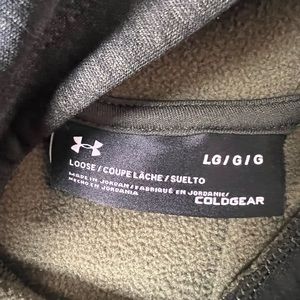 LG/G/G
LOOSE/COUPE LÂCHE/SUELTO
MADE IN JORDAN/FABRIQUÉ EN JORDANIE/
HECHO EN JORDANIA
COLDGEAR